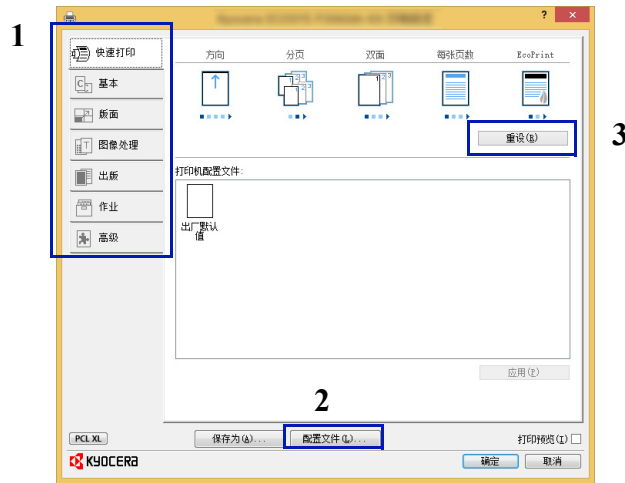 ? ×
1
快速打印
基本
版面
图像处理
出版
作业
高级
方向 分页 双面 每张页数 EcoPrint
重设(R)
3
打印机配置文件:
出厂默认
值
应用(P)
2
PCL XL
保存为(A)... 配置文件(L)... 打印预览(I)
KYOCERA
确定 取消